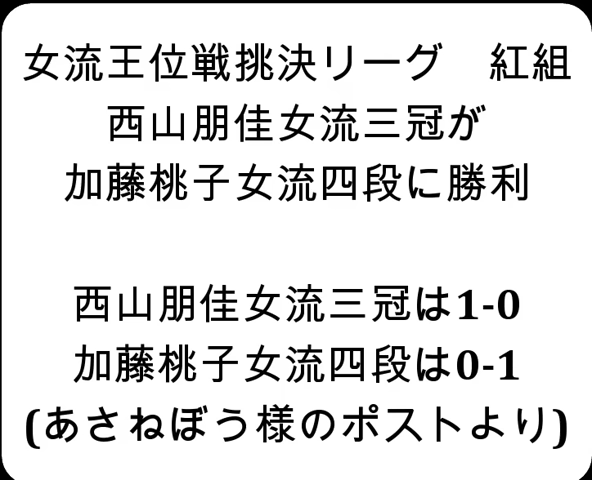 女流王位戦挑決リーグ　紅組
西山朋佳女流三冠が
加藤桃子女流四段に勝利
西山朋佳女流三冠は1-0
加藤桃子女流四段は0-1
(あさねぼう様のポストより)